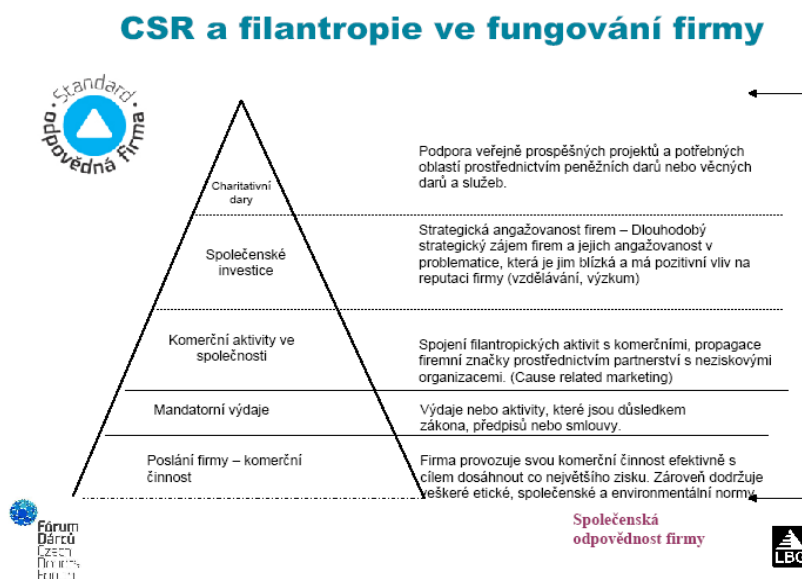 CSR a filantropie ve fungování firmy
Standard
odpovědná firma
Charitativní
dary
Podpora veřejně prospěšných projektů a potřebných
oblastí prostřednictvím peněžních darů nebo věcných
darů a služeb.
Společenské
investice
Strategická angažovanost firem – Dlouhodobý
strategický zájem firem a jejich angažovanost v
problematice, která je jim blízká a má pozitivní vliv na
reputaci firmy (vzdělávání, výzkum)
Komerční aktivity ve
společnosti
Spojení filantropických aktivit s komerčními, propagace
firemní značky prostřednictvím partnerství s neziskovými
organizacemi. (Cause related marketing)
Mandatorní výdaje
Výdaje nebo aktivity, které jsou důsledkem
zákona, předpisů nebo smlouvy.
Poslání firmy – komerční
činnost
Firma provozuje svou komerční činnost efektivně s
cílem dosáhnout co největšího zisku. Zároveň dodržuje
veškeré etické, společenské a environmentální normy.
Fórum
Dárců
Czech
Společenská
odpovědnost firmy
LBG